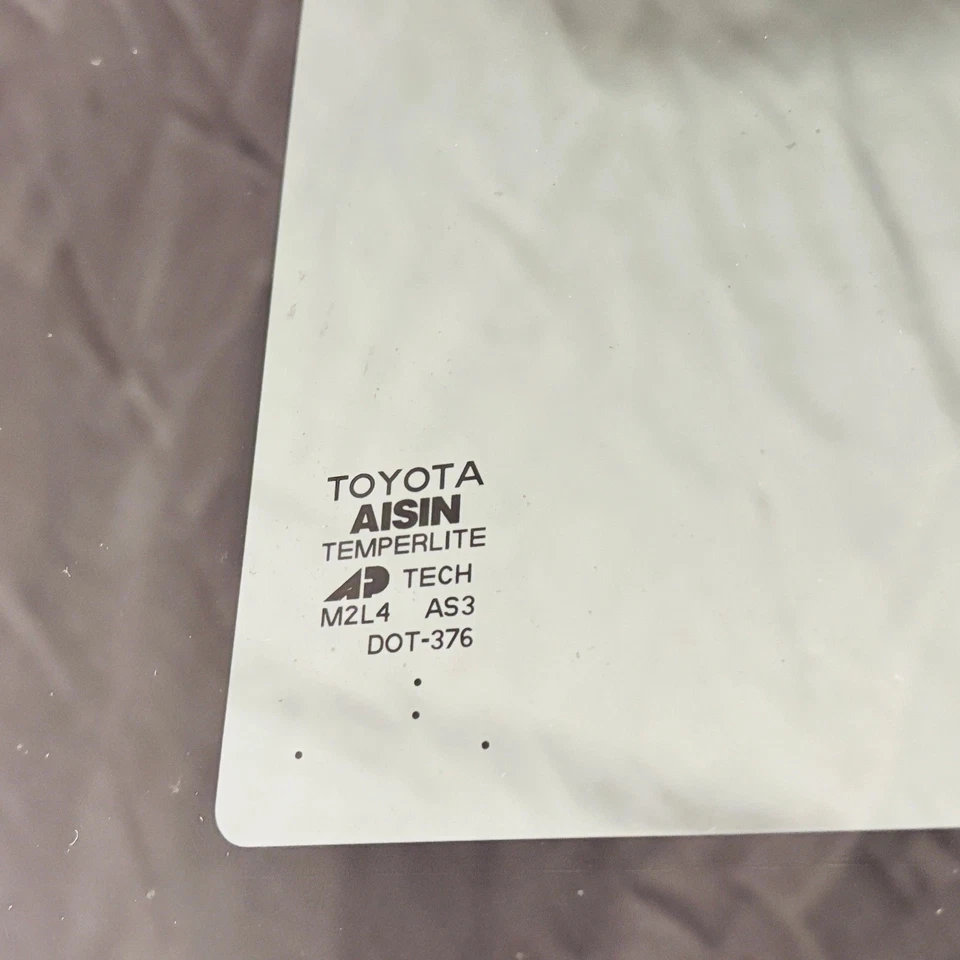 TOYOTA
AISIN
TEMPERLITE
AP TECH
M2L4 AS3
DOT-376